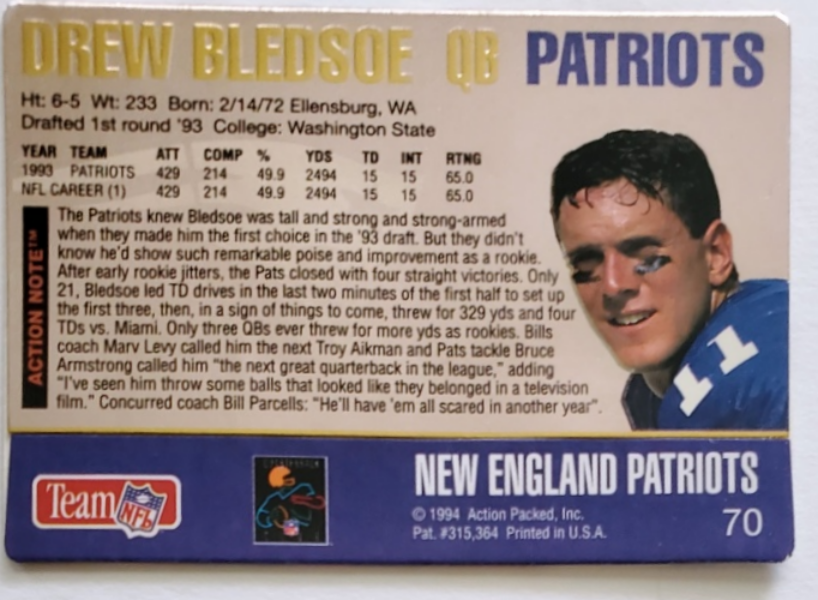 DREW BLEDSOE QB PATRIOTS
Ht: 6-5 Wt: 233 Born: 2/14/72 Ellensburg, WA
Drafted 1st round '93 College: Washington State
YEAR TEAM ATT COMP % YDS TD INT RTNG
1993 PATRIOTS 429 214 49.9 2494 15 15 65.0
NFL CAREER (1) 429 214 49.9 2494 15 15 65.0
ACTION NOTE™
The Patriots knew Bledsoe was tall and strong and strong-armed
when they made him the first choice in the '93 draft. But they didn't
know he'd show such remarkable poise and improvement as a rookie.
After early rookie jitters, the Pats closed with four straight victories. Only
21, Bledsoe led TD drives in the last two minutes of the first half to set up
the first three, then, in a sign of things to come, threw for 329 yds and four
TDs vs. Miami. Only three QBs ever threw for more yds as rookies. Bills
coach Marv Levy called him the next Troy Aikman and Pats tackle Bruce
Armstrong called him "the next great quarterback in the league," adding
"I've seen him throw some balls that looked like they belonged in a television
film." Concurred coach Bill Parcells: "He'll have 'em all scared in another year".
11
Team NFL
NEW ENGLAND PATRIOTS
© 1994 Action Packed, Inc.
Pat. #315,364 Printed in U.S.A.
70